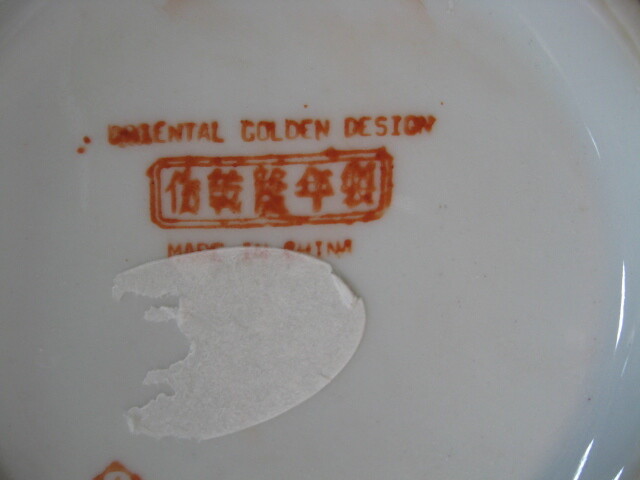 ORIENTAL GOLDEN DESIGN
仿乾隆年製
MADE IN CHINA